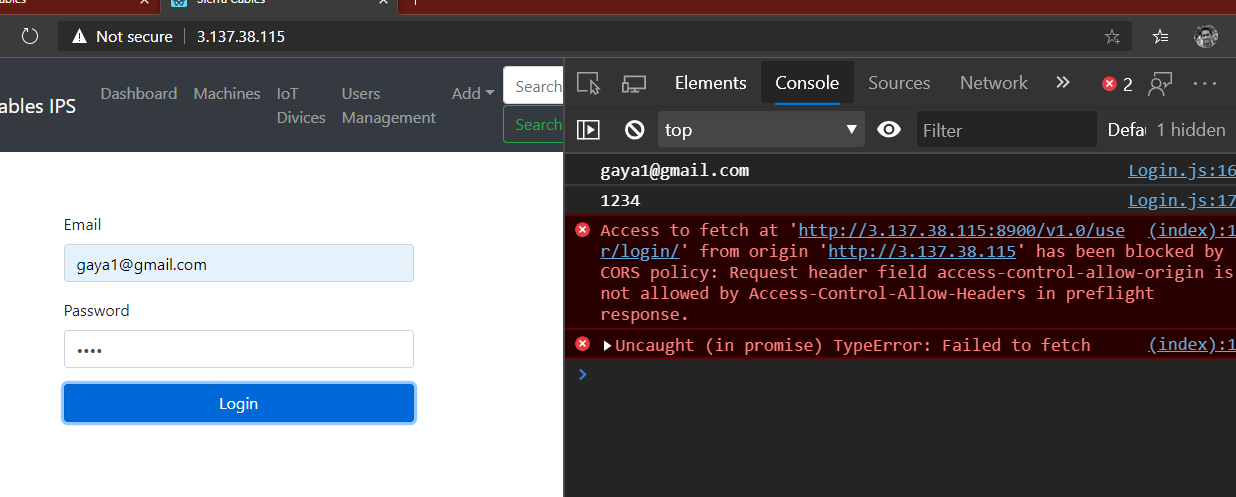 Sierra Cables
Not secure | 3.137.38.115
ables IPS
Dashboard
Machines
IoT
Divices
Users
Management
Add
Search
Search
Elements
Console
Sources
Network
2
top
Filter
1 hidden
gaya1@gmail.com
Login.js:16
1234
Login.js:17
Access to fetch at 'http://3.137.38.115:8900/v1.0/use
(index):1
r/login/' from origin 'http://3.137.38.115' has been blocked by
CORS policy: Request header field access-control-allow-origin is
not allowed by Access-Control-Allow-Headers in preflight
response.
Uncaught (in promise) TypeError: Failed to fetch
(index):1
Email
gaya1@gmail.com
Password
••••
Login